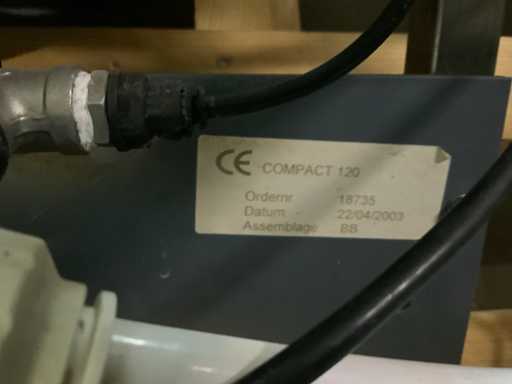 CE COMPACT 120
Ordernr 18735
Datum 22/04/2003
Assemblage BB